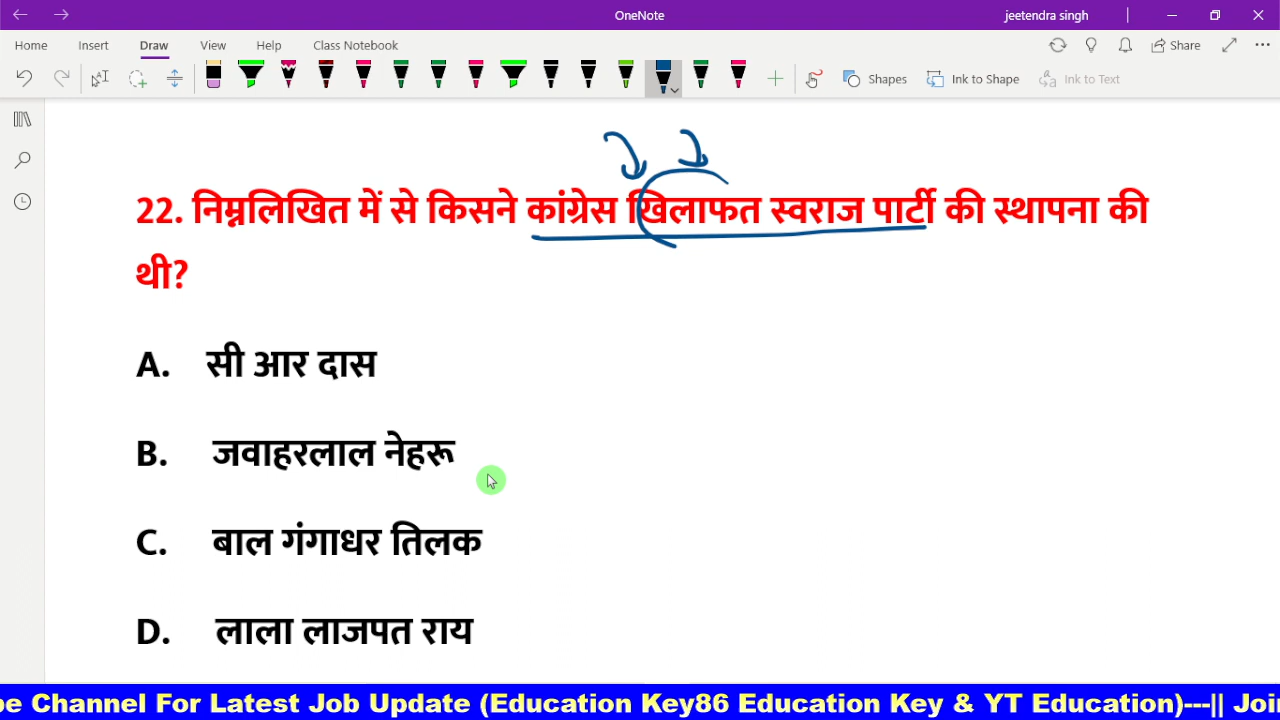 OneNote
jeetendra singh
Home Insert Draw View Help Class Notebook
Share
Shapes Ink to Shape Ink to Text
22. निम्नलिखित में से किसने कांग्रेस खिलाफत स्वराज पार्टी की स्थापना की
थी?
A. सी आर दास
B. जवाहरलाल नेहरू
C. बाल गंगाधर तिलक
D. लाला लाजपत राय
Channel For Latest Job Update (Education Key86 Education Key & YT Education)---||